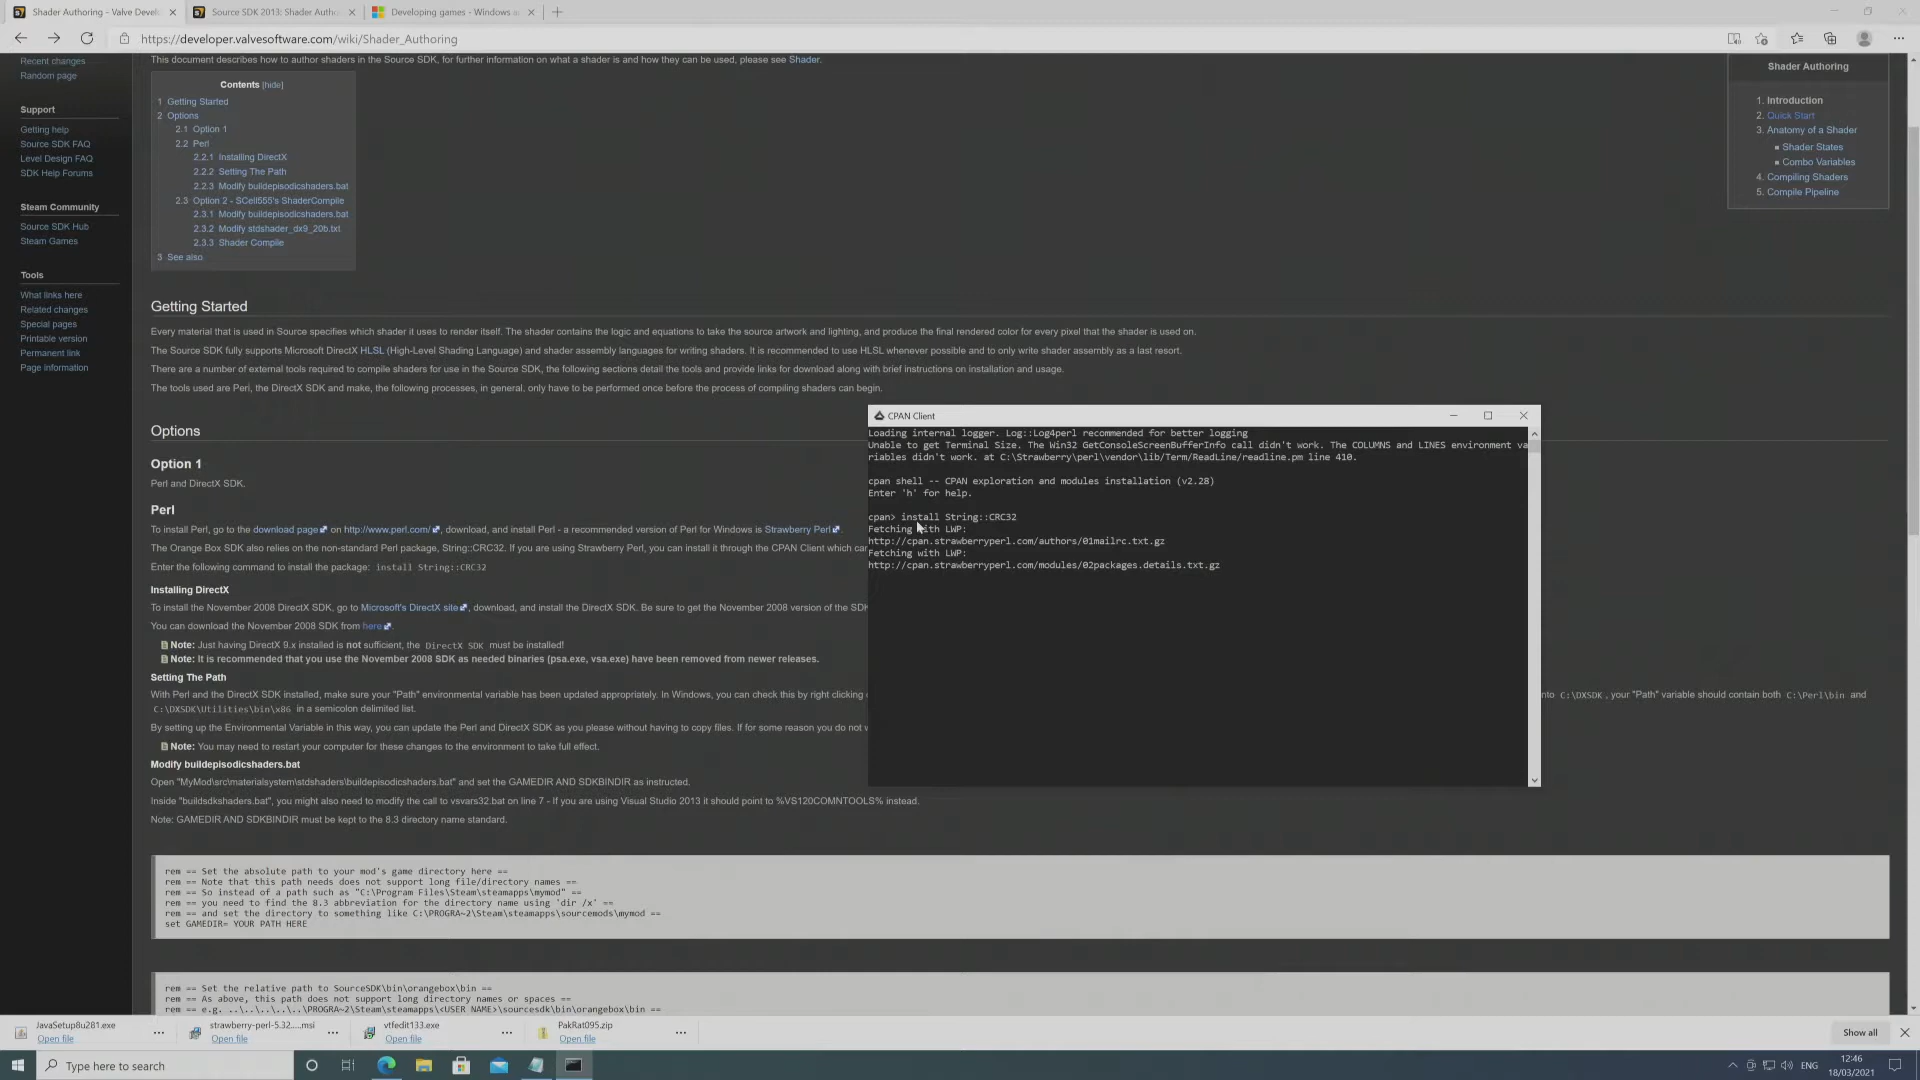 Shader Authoring - Valve Devel
Source SDK 2013: Shader Autho
Developing games - Windows a
https://developer.valvesoftware.com/wiki/Shader_Authoring
Recent changes
Random page
Support
Getting help
Source SDK FAQ
Level Design FAQ
SDK Help Forums
Steam Community
Source SDK Hub
Steam Games
Tools
What links here
Related changes
Special pages
Printable version
Permanent link
Page information
This document describes how to author shaders in the Source SDK, for further information on what a shader is and how they can be used, please see Shader.
Contents [hide]
1 Getting Started
2 Options
2.1 Option 1
2.2 Perl
2.2.1 Installing DirectX
2.2.2 Setting The Path
2.2.3 Modify buildepisodicshaders.bat
2.3 Option 2 - SCell555's ShaderCompile
2.3.1 Modify buildepisodicshaders.bat
2.3.2 Modify stdshader_dx9_20b.txt
2.3.3 Shader Compile
3 See also
Shader Authoring
1. Introduction
2. Quick Start
3. Anatomy of a Shader
Shader States
Combo Variables
4. Compiling Shaders
5. Compile Pipeline
Getting Started
Every material that is used in Source specifies which shader it uses to render itself. The shader contains the logic and equations to take the source artwork and lighting, and produce the final rendered color for every pixel that the shader is used on.
The Source SDK fully supports Microsoft DirectX HLSL (High-Level Shading Language) and shader assembly languages for writing shaders. It is recommended to use HLSL whenever possible and to only write shader assembly as a last resort.
There are a number of external tools required to compile shaders for use in the Source SDK, the following sections detail the tools and provide links for download along with brief instructions on installation and usage.
The tools used are Perl, the DirectX SDK and make, the following processes, in general, only have to be performed once before the process of compiling shaders can begin.
Options
Option 1
Perl and DirectX SDK.
Perl
To install Perl, go to the download page on http://www.perl.com/, download, and install Perl - a recommended version of Perl for Windows is Strawberry Perl.
The Orange Box SDK also relies on the non-standard Perl package, String::CRC32. If you are using Strawberry Perl, you can install it through the CPAN Client which can
Enter the following command to install the package: install String::CRC32
Installing DirectX
To install the November 2008 DirectX SDK, go to Microsoft's DirectX site, download, and install the DirectX SDK. Be sure to get the November 2008 version of the SDK
You can download the November 2008 SDK from here.
Note: Just having DirectX 9.x installed is not sufficient, the DirectX SDK must be installed!
Note: It is recommended that you use the November 2008 SDK as needed binaries (psa.exe, vsa.exe) have been removed from newer releases.
Setting The Path
With Perl and the DirectX SDK installed, make sure your "Path" environmental variable has been updated appropriately. In Windows, you can check this by right clicking
nto C:\DXSDK, your "Path" variable should contain both C:\Perl\bin and
C:\DXSDK\Utilities\bin\x86 in a semicolon delimited list.
By setting up the Environmental Variable in this way, you can update the Perl and DirectX SDK as you please without having to copy files. If for some reason you do not
Note: You may need to restart your computer for these changes to the environment to take full effect.
Modify buildepisodicshaders.bat
Open "MyMod\src\materialsystem\stdshaders\buildepisodicshaders.bat" and set the GAMEDIR AND SDKBINDIR as instructed.
Inside "buildsdkshaders.bat", you might also need to modify the call to vsvars32.bat on line 7 - If you are using Visual Studio 2013 it should point to %VS120COMNTOOLS% instead.
Note: GAMEDIR AND SDKBINDIR must be kept to the 8.3 directory name standard.
rem == Set the absolute path to your mod's game directory here ==
rem == Note that this path needs does not support long file/directory names ==
rem == So instead of a path such as "C:\Program Files\Steam\steamapps\mymod" ==
rem == you need to find the 8.3 abbreviation for the directory name using 'dir /x' ==
rem == and set the directory to something like C:\PROGRA~2\Steam\steamapps\sourcemods\mymod ==
set GAMEDIR= YOUR PATH HERE
rem == Set the relative path to SourceSDK\bin\orangebox\bin ==
rem == As above, this path does not support long directory names or spaces ==
rem == e.g. ..\..\..\..\..\PROGRA~2\Steam\steamapps\<USER NAME>\sourcesdk\bin\orangebox\bin ==
CPAN Client
Loading internal logger. Log::Log4perl recommended for better logging
Unable to get Terminal Size. The Win32 GetConsoleScreenBufferInfo call didn't work. The COLUMNS and LINES environment va
riables didn't work. at C:\Strawberry\perl\vendor\lib/Term/ReadLine/readline.pm line 410.
cpan shell -- CPAN exploration and modules installation (v2.28)
Enter 'h' for help.
cpan> install String::CRC32
Fetching with LWP:
http://cpan.strawberryperl.com/authors/01mailrc.txt.gz
Fetching with LWP:
http://cpan.strawberryperl.com/modules/02packages.details.txt.gz
JavaSetup8u281.exe
Open file
strawberry-perl-5.32....msi
Open file
vtfedit133.exe
Open file
PakRat095.zip
Open file
Show all
Type here to search
ENG
12:46
18/03/2021